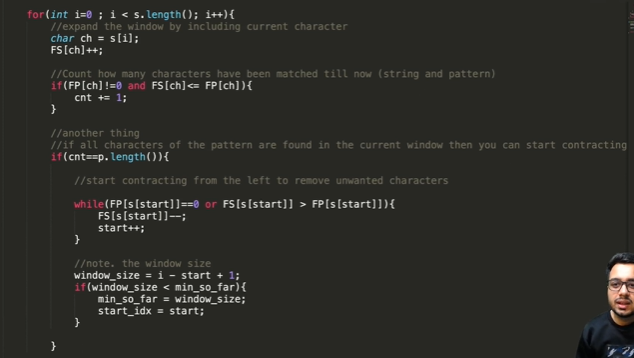 for(int i=0 ; i < s.length(); i++){
//expand the window by including current character
char ch = s[i];
FS[ch]++;
//Count how many characters have been matched till now (string and pattern)
if(FP[ch]!=0 and FS[ch]<= FP[ch]){
cnt += 1;
}
//another thing
//if all characters of the pattern are found in the current window then you can start contracting
if(cnt==p.length()){
//start contracting from the left to remove unwanted characters
while(FP[s[start]]==0 or FS[s[start]] > FP[s[start]]){
FS[s[start]]--;
start++;
}
//note. the window size
window_size = i - start + 1;
if(window_size < min_so_far){
min_so_far = window_size;
start_idx = start;
}
}